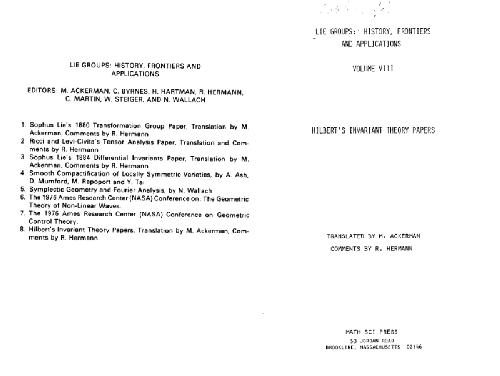 LIE GROUPS: HISTORY, FRONTIERS AND
APPLICATIONS
EDITORS: M. ACKERMAN, C. BYRNES, R. HARTMAN, R. HERMANN,
C. MARTIN, W. STEIGER, AND N. WALLACH
1. Sophus Lie's 1880 Transformation Group Paper, Translation by M.
Ackerman, Comments by R. Hermann
2. Ricci and Levi-Civita's Tensor Analysis Paper, Translation and Com-
ments by R. Hermann
3. Sophus Lie's 1884 Differential Invariants Paper, Translation by M.
Ackerman, Comments by R. Hermann
4. Smooth Compactification of Locally Symmetric Varieties, by A. Ash,
D. Mumford, M. Rapoport and Y. Tai
5. Symplectic Geometry and Fourier Analysis, by N. Wallach
6. The 1976 Ames Research Center (NASA) Conference on: The Geometric
Theory of Non-Linear Waves.
7. The 1976 Ames Research Center (NASA) Conference on Geometric
Control Theory.
8. Hilbert's Invariant Theory Papers, Translation by M. Ackerman, Com-
ments by R. Hermann
LIE GROUPS: HISTORY, FRONTIERS
AND APPLICATIONS
VOLUME VIII
HILBERT'S INVARIANT THEORY PAPERS
TRANSLATED BY M. ACKERMAN
COMMENTS BY R. HERMANN
MATH SCI PRESS
53 JORDAN ROAD
BROOKLINE, MASSACHUSETTS 02146